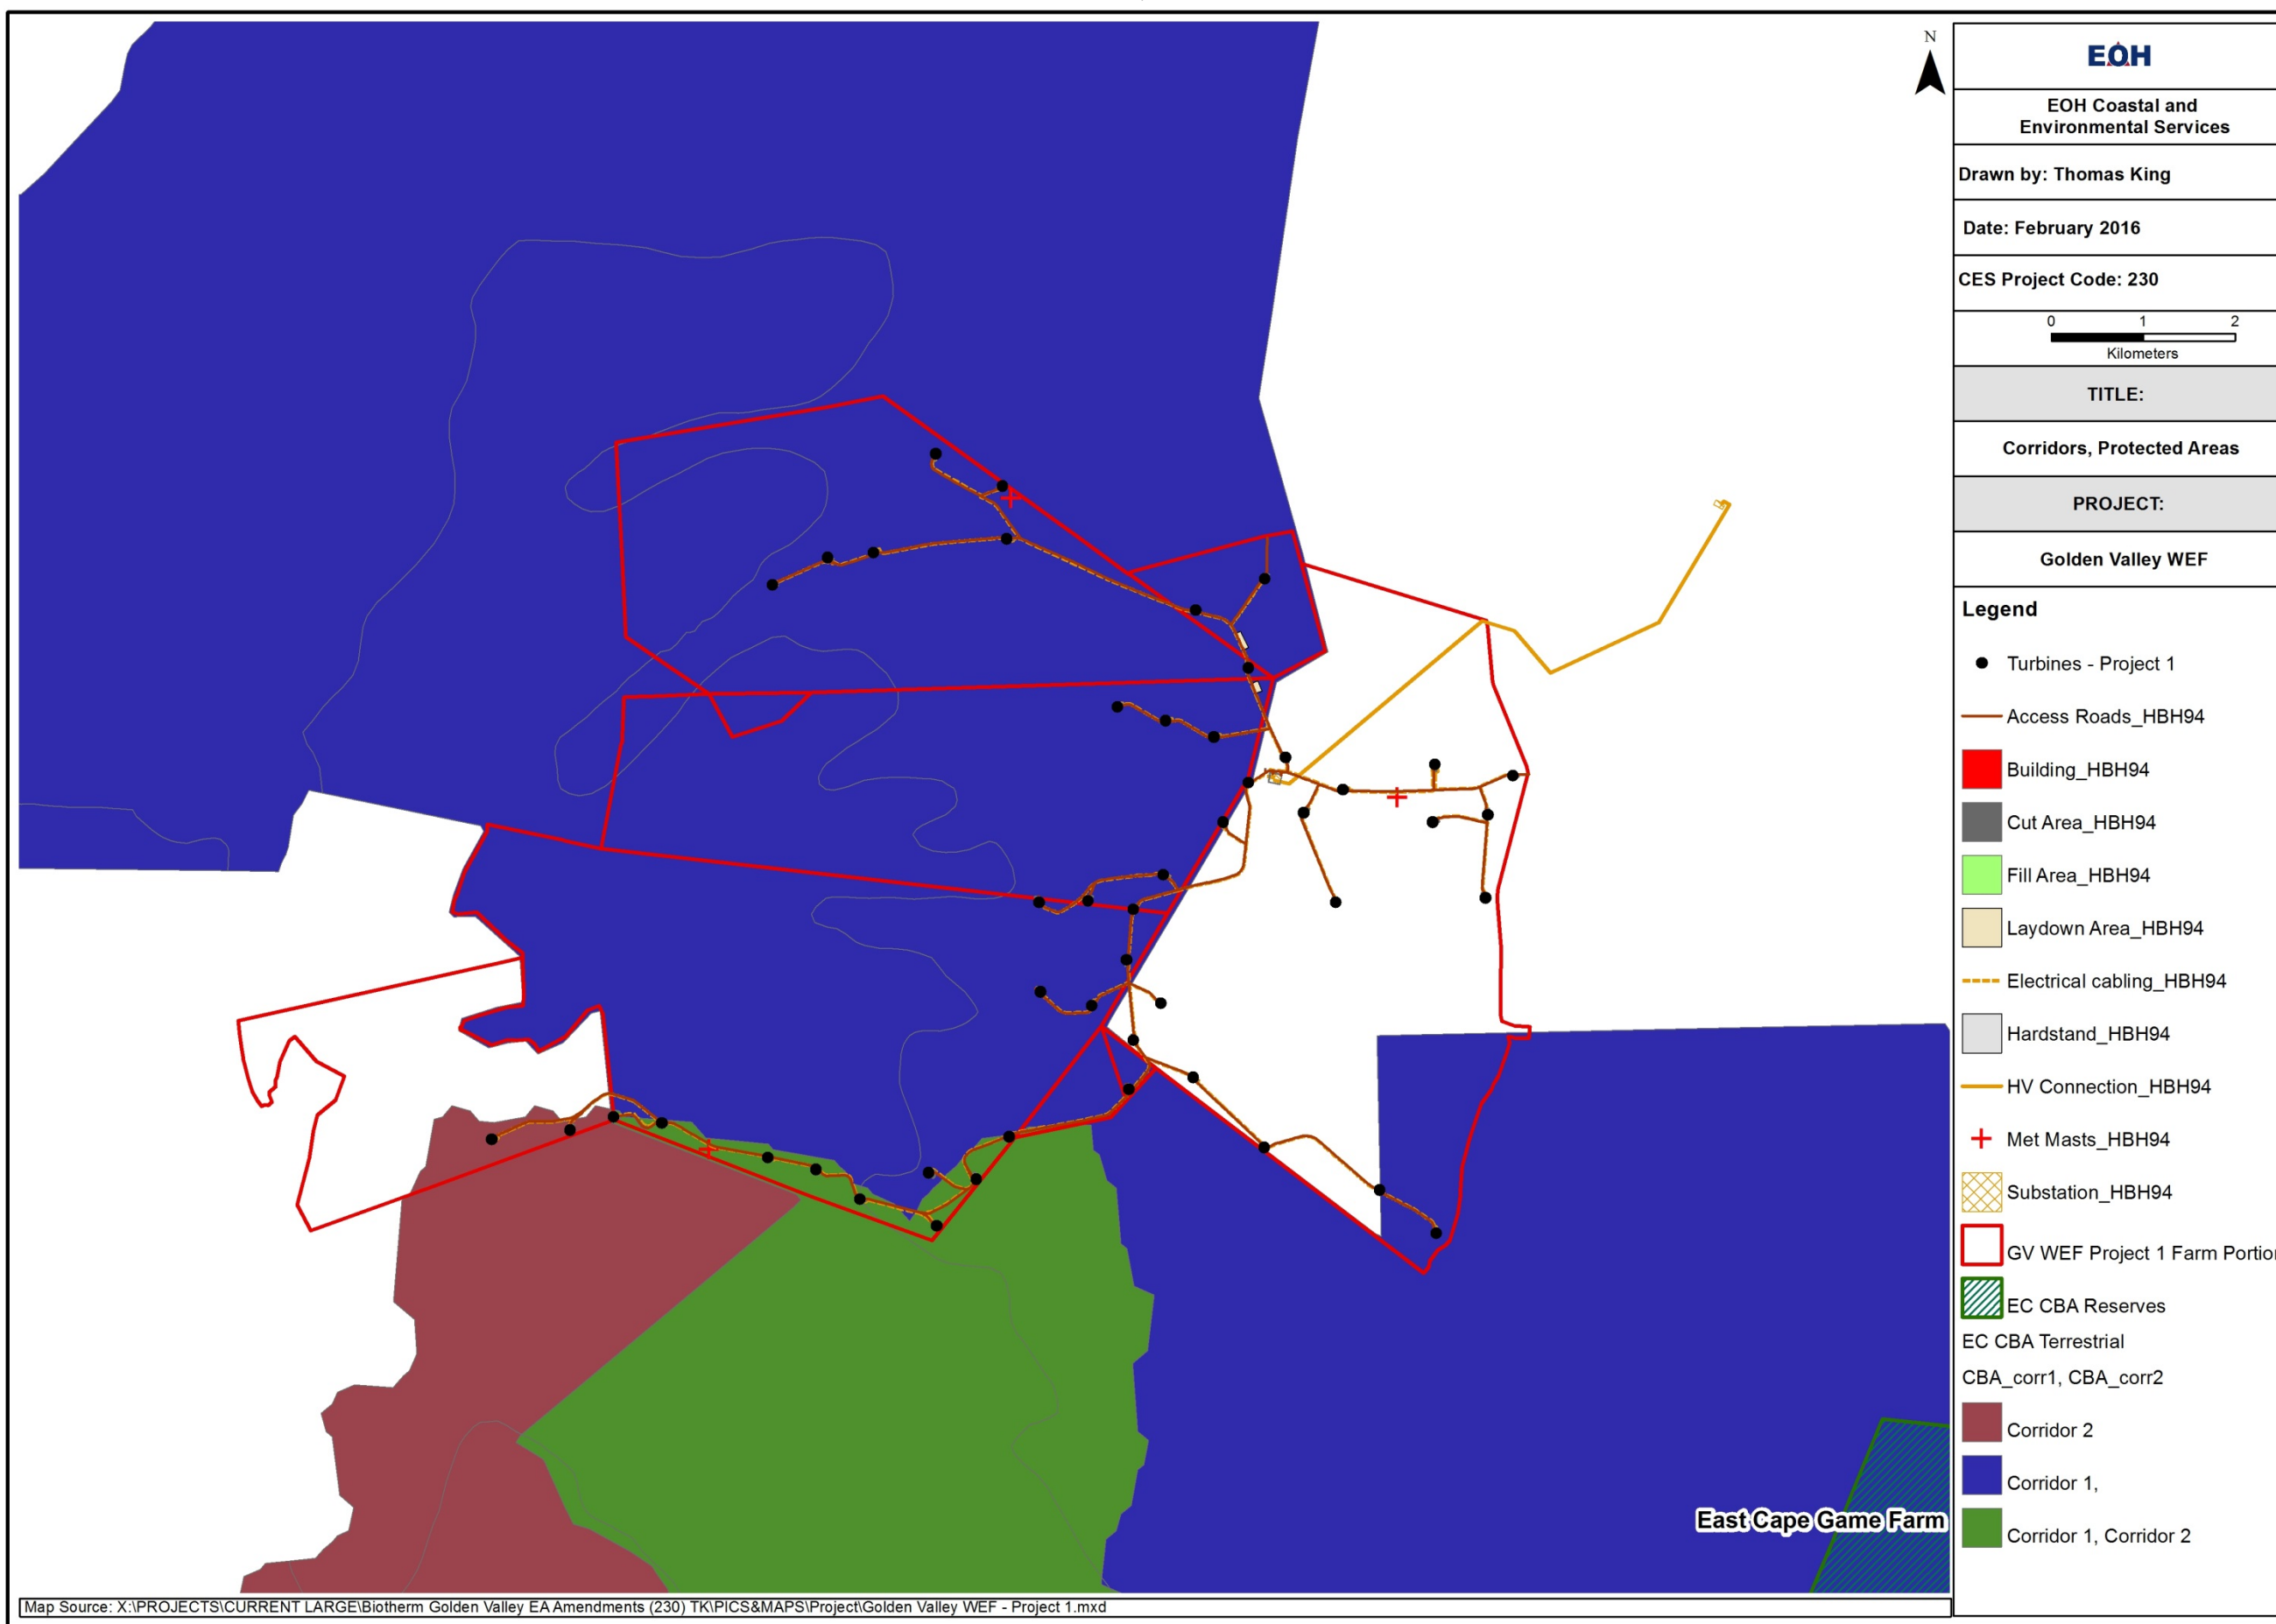 N
EOH
EOH Coastal and
Environmental Services
Drawn by: Thomas King
Date: February 2016
CES Project Code: 230
0 1 2
Kilometers
TITLE:
Corridors, Protected Areas
PROJECT:
Golden Valley WEF
Legend
Turbines - Project 1
Access Roads_HBH94
Building_HBH94
Cut Area_HBH94
Fill Area_HBH94
Laydown Area_HBH94
Electrical cabling_HBH94
Hardstand_HBH94
HV Connection_HBH94
Met Masts_HBH94
Substation_HBH94
GV WEF Project 1 Farm Portion
EC CBA Reserves
EC CBA Terrestrial
CBA_corr1, CBA_corr2
Corridor 2
Corridor 1,
Corridor 1, Corridor 2
East Cape Game Farm
Map Source: X:\PROJECTS\CURRENT LARGE\Biotherm Golden Valley EA Amendments (230) TK\PICS&MAPS\Project\Golden Valley WEF - Project 1.mxd